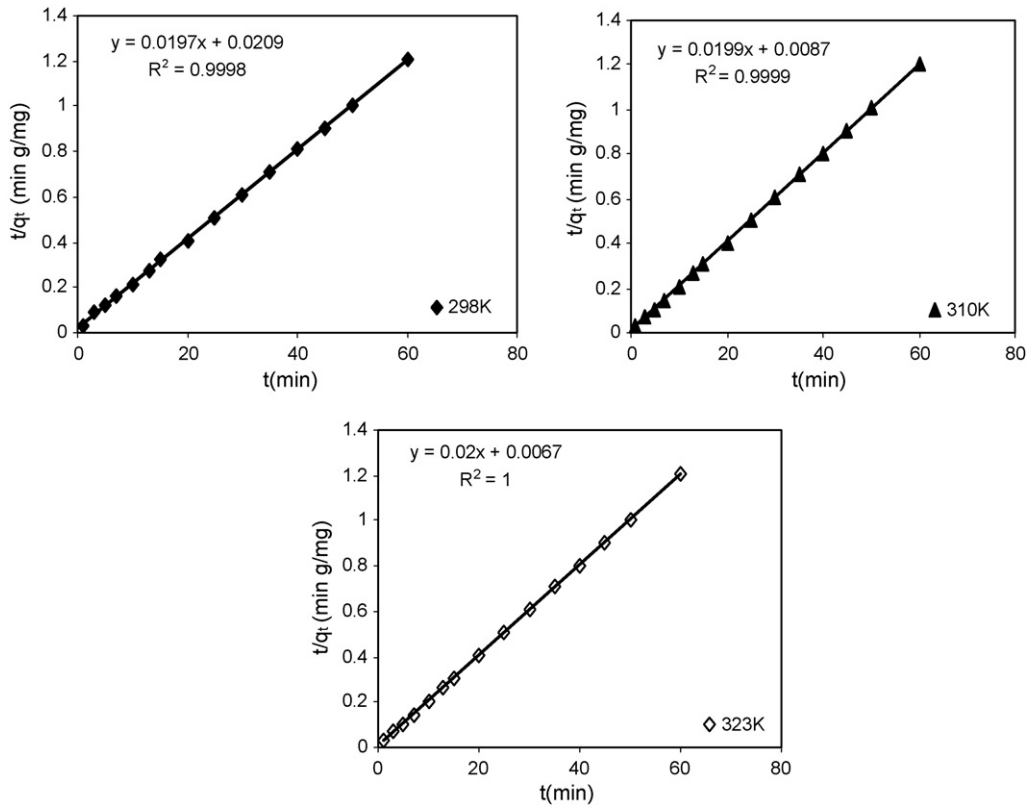 1.4
y = 0.0197x + 0.0209
R² = 0.9998
1.2
1
0.8
0.6
0.4
0.2
0
t/qt (min g/mg)
298K
0 20 40 60 80
t(min)
1.4
y = 0.0199x + 0.0087
R² = 0.9999
1.2
1
0.8
0.6
0.4
0.2
0
t/qt (min g/mg)
310K
0 20 40 60 80
t(min)
1.4
y = 0.02x + 0.0067
R² = 1
1.2
1
0.8
0.6
0.4
0.2
0
t/qt (min g/mg)
323K
0 20 40 60 80
t(min)